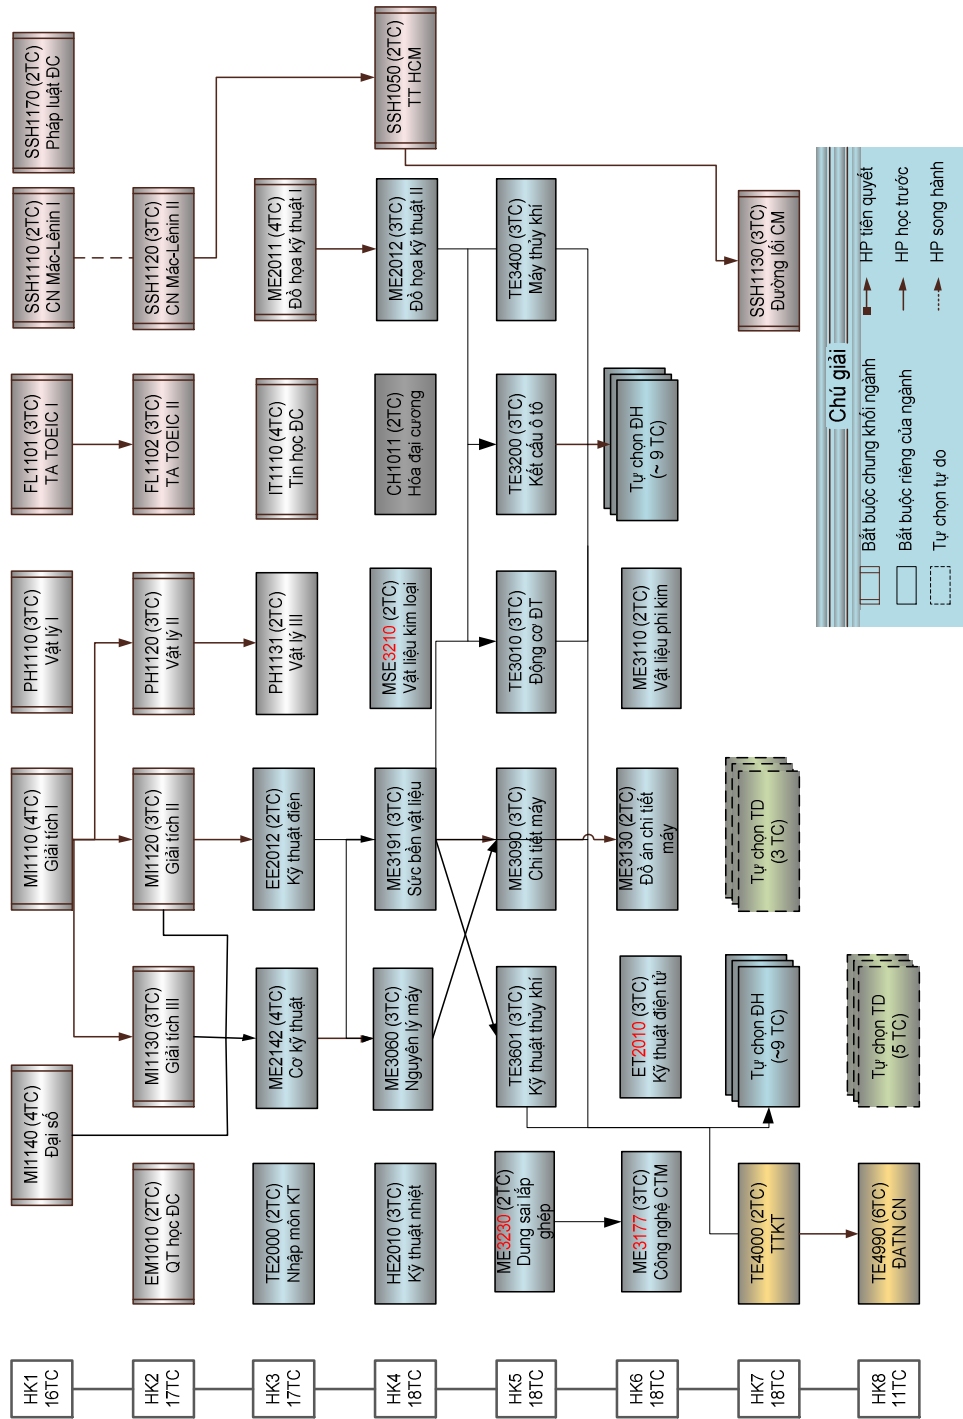 HK1
16TC
MI1140 (4TC)
Đại số
MI1110 (4TC)
Giải tích I
PH1110 (3TC)
Vật lý I
FL1101 (3TC)
TA TOEIC I
SSH1110 (2TC)
CN Mác-Lênin I
SSH1170 (2TC)
Pháp luật ĐC
HK2
17TC
EM1010 (2TC)
QT học ĐC
MI1130 (3TC)
Giải tích III
MI1120 (3TC)
Giải tích II
PH1120 (3TC)
Vật lý II
FL1102 (3TC)
TA TOEIC II
SSH1120 (3TC)
CN Mác-Lênin II
HK3
17TC
TE2000 (2TC)
Nhập môn KT
ME2142 (4TC)
Cơ kỹ thuật
EE2012 (2TC)
Kỹ thuật điện
PH1131 (2TC)
Vật lý III
IT1110 (4TC)
Tin học ĐC
ME2011 (4TC)
Đồ họa kỹ thuật I
HK4
18TC
HE2010 (3TC)
Kỹ thuật nhiệt
ME3060 (3TC)
Nguyên lý máy
ME3191 (3TC)
Sức bền vật liệu
MSE3210 (2TC)
Vật liệu kim loại
CH1011 (2TC)
Hóa đại cương
ME2012 (3TC)
Đồ họa kỹ thuật II
SSH1050 (2TC)
TT HCM
HK5
18TC
ME3230 (2TC)
Dung sai lắp
ghép
TE3601 (3TC)
Kỹ thuật thủy khí
ME3090 (3TC)
Chi tiết máy
TE3010 (3TC)
Động cơ ĐT
TE3200 (3TC)
Kết cấu ô tô
TE3400 (3TC)
Máy thủy khí
HK6
18TC
ME3177 (3TC)
Công nghệ CTM
ET2010 (3TC)
Kỹ thuật điện tử
ME3130 (2TC)
Đồ án chi tiết
máy
ME3110 (2TC)
Vật liệu phi kim
Tự chọn ĐH
(~ 9 TC)
HK7
18TC
TE4000 (2TC)
TTKT
Tự chọn ĐH
(~9 TC)
Tự chọn TD
(3 TC)
SSH1130 (3TC)
Đường lối CM
HK8
11TC
TE4990 (6TC)
ĐATN CN
Tự chọn TD
(5 TC)
Chú giải
Bắt buộc chung khối ngành
HP tiên quyết
Bắt buộc riêng của ngành
HP học trước
Tự chọn tự do
HP song hành